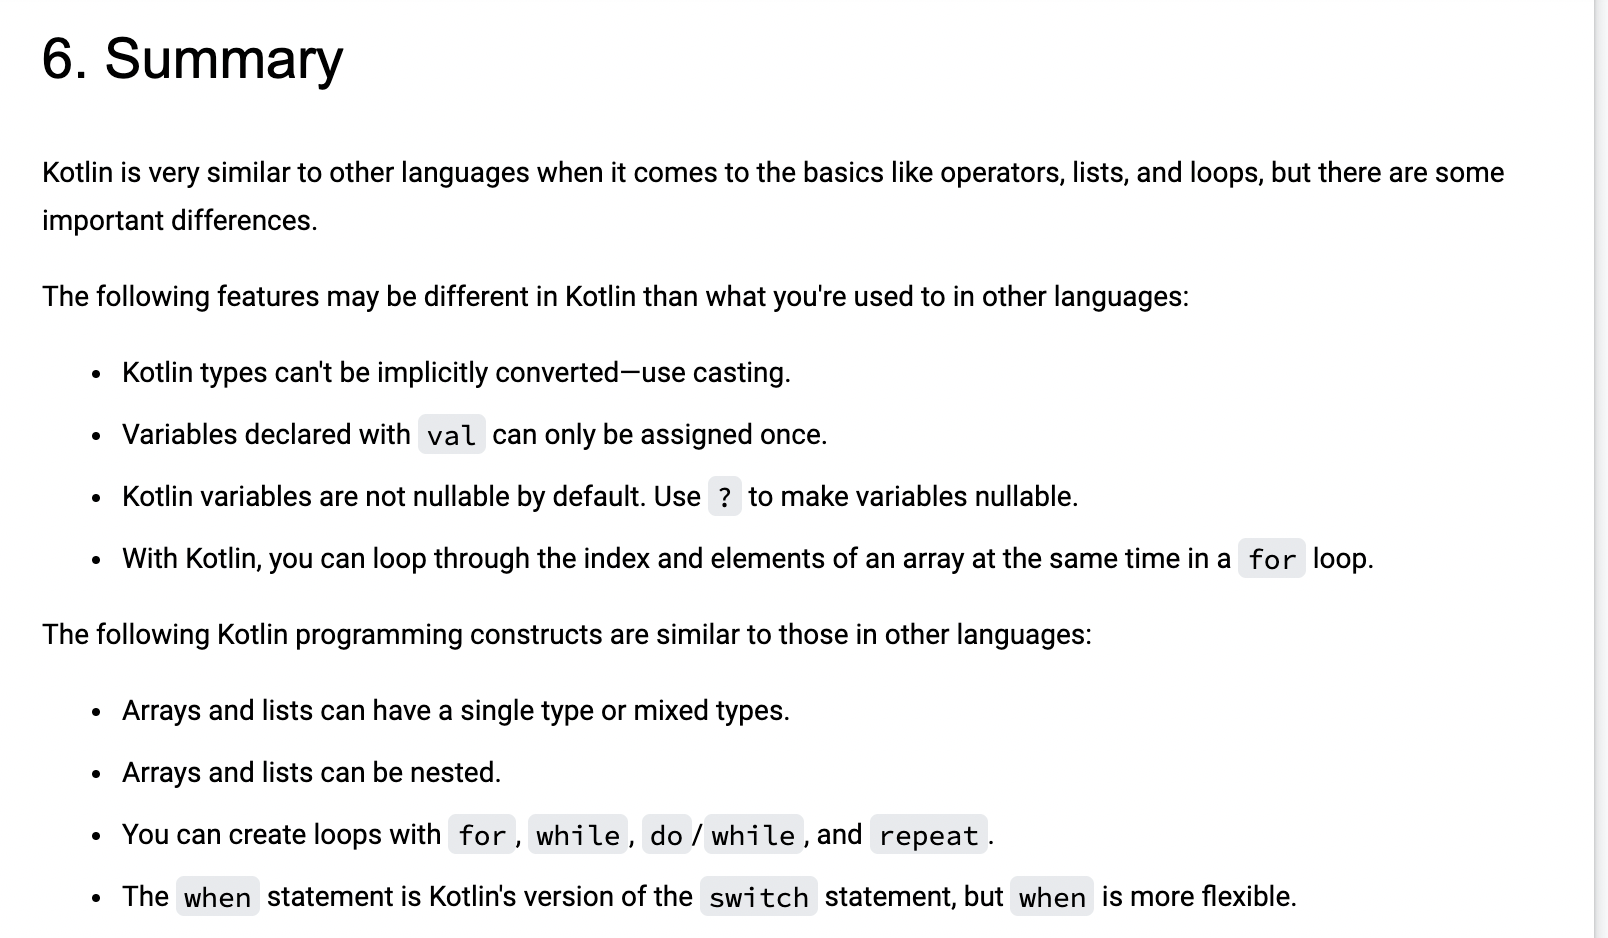 6. Summary
Kotlin is very similar to other languages when it comes to the basics like operators, lists, and loops, but there are some
important differences.
The following features may be different in Kotlin than what you're used to in other languages:
• Kotlin types can't be implicitly converted—use casting.
• Variables declared with val can only be assigned once.
• Kotlin variables are not nullable by default. Use ? to make variables nullable.
• With Kotlin, you can loop through the index and elements of an array at the same time in a for loop.
The following Kotlin programming constructs are similar to those in other languages:
• Arrays and lists can have a single type or mixed types.
• Arrays and lists can be nested.
• You can create loops with for, while, do/while, and repeat.
• The when statement is Kotlin's version of the switch statement, but when is more flexible.